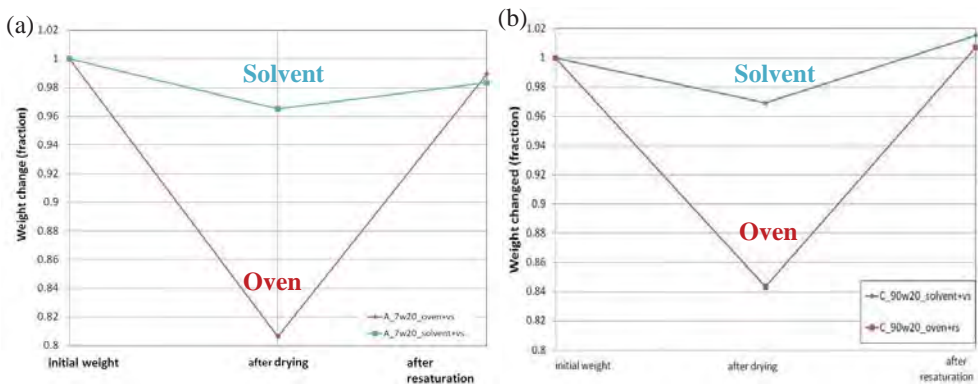 (a)
1.02
1
0.98
0.96
0.94
0.92
0.9
0.88
0.86
0.84
0.82
0.8
Weight change (fraction)
Solvent
Oven
A_7w20_oven+vs
A_7w20_solvent+vs
initial weight
after drying
after
resaturation
(b)
1.02
1
0.98
0.96
0.94
0.92
0.9
0.88
0.86
0.84
0.82
0.8
Weight changed (fraction)
Solvent
Oven
C_90w20_solvent+vs
C_90w20_oven+rs
initial weight
after drying
after
resaturation